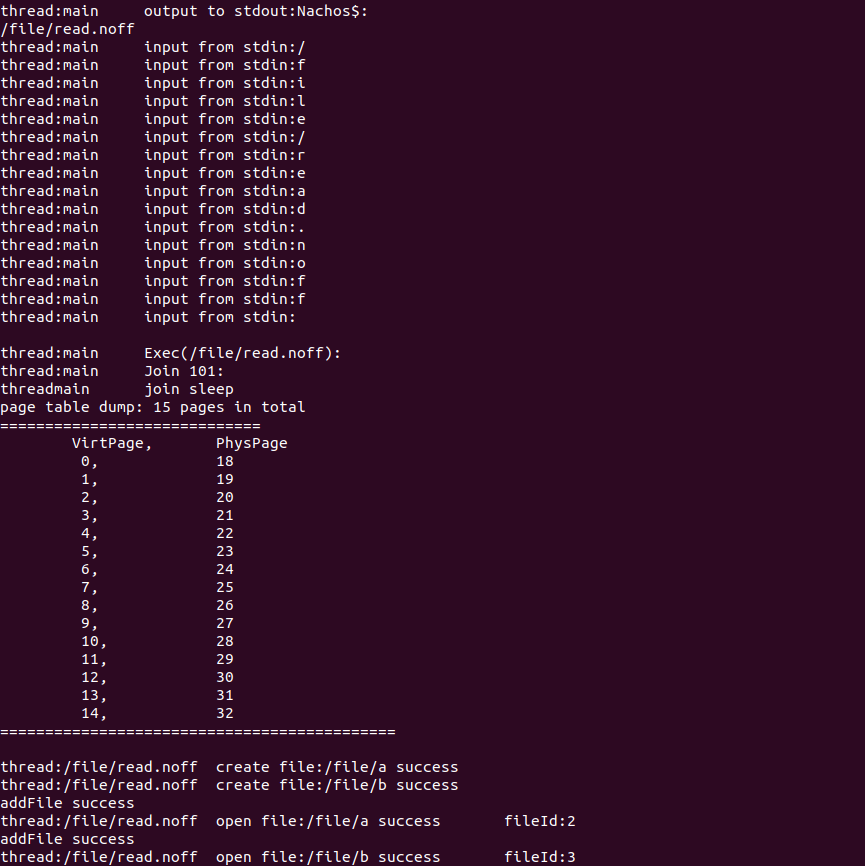 thread:main     output to stdout:Nachos$:
/file/read.noff
thread:main     input from stdin:/
thread:main     input from stdin:f
thread:main     input from stdin:i
thread:main     input from stdin:l
thread:main     input from stdin:e
thread:main     input from stdin:/
thread:main     input from stdin:r
thread:main     input from stdin:e
thread:main     input from stdin:a
thread:main     input from stdin:d
thread:main     input from stdin:.
thread:main     input from stdin:n
thread:main     input from stdin:o
thread:main     input from stdin:f
thread:main     input from stdin:f
thread:main     input from stdin:

thread:main     Exec(/file/read.noff):
thread:main     Join 101:
threadmain      join sleep
page table dump: 15 pages in total
=============================
        VirtPage,       PhysPage
         0,             18
         1,             19
         2,             20
         3,             21
         4,             22
         5,             23
         6,             24
         7,             25
         8,             26
         9,             27
         10,            28
         11,            29
         12,            30
         13,            31
         14,            32
============================================

thread:/file/read.noff  create file:/file/a success
thread:/file/read.noff  create file:/file/b success
addFile success
thread:/file/read.noff  open file:/file/a success       fileId:2
addFile success
thread:/file/read.noff  open file:/file/b success       fileId:3